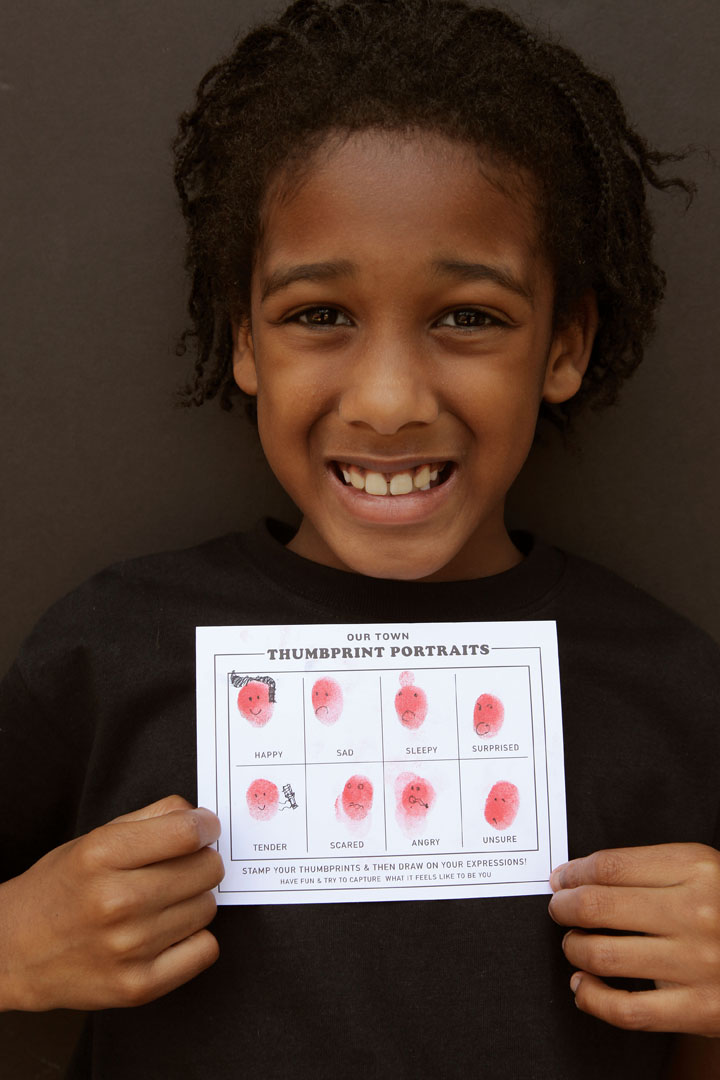 OUR TOWN
THUMBPRINT PORTRAITS
HAPPY SAD SLEEPY SURPRISED
TENDER SCARED ANGRY UNSURE
STAMP YOUR THUMBPRINTS & THEN DRAW ON YOUR EXPRESSIONS!
HAVE FUN & TRY TO CAPTURE WHAT IT FEELS LIKE TO BE YOU